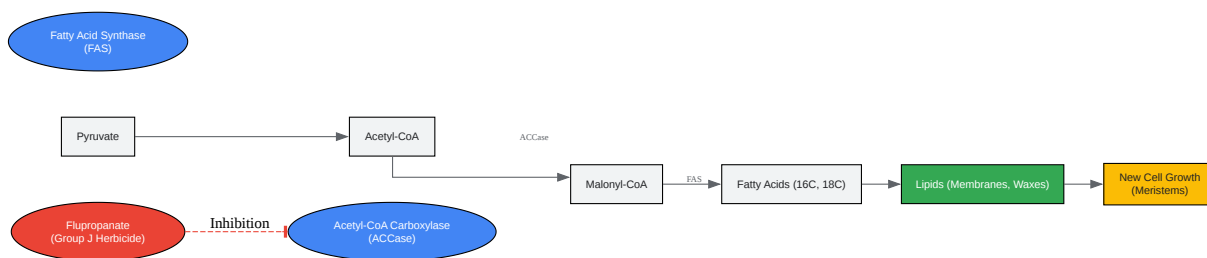 Fatty Acid Synthase
(FAS)
Pyruvate
Acetyl-CoA
ACCase
Malonyl-CoA
FAS
Fatty Acids (16C, 18C)
Lipids (Membranes, Waxes)
New Cell Growth
(Meristems)
Flupropanate
(Group J Herbicide)
Inhibition
Acetyl-CoA Carboxylase
(ACCase)